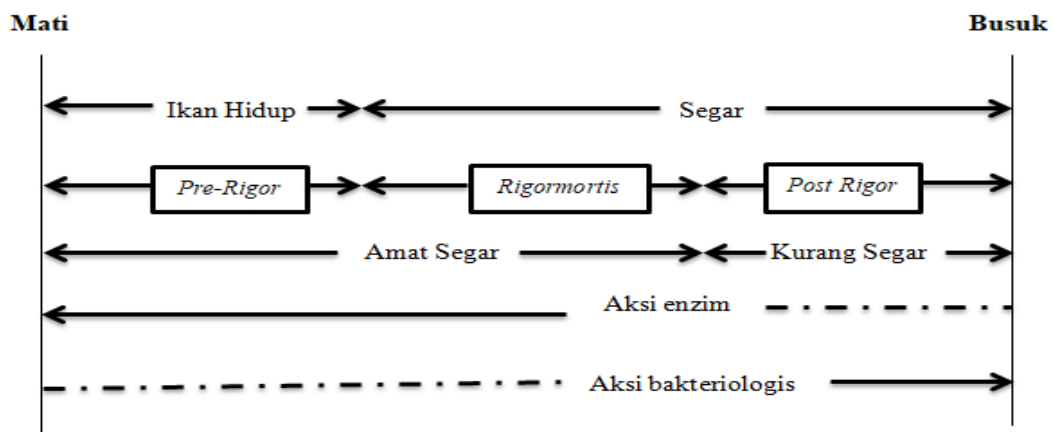 Mati Busuk
Ikan Hidup Segar
Pre-Rigor Rigormortis Post Rigor
Amat Segar Kurang Segar
Aksi enzim
Aksi bakteriologis